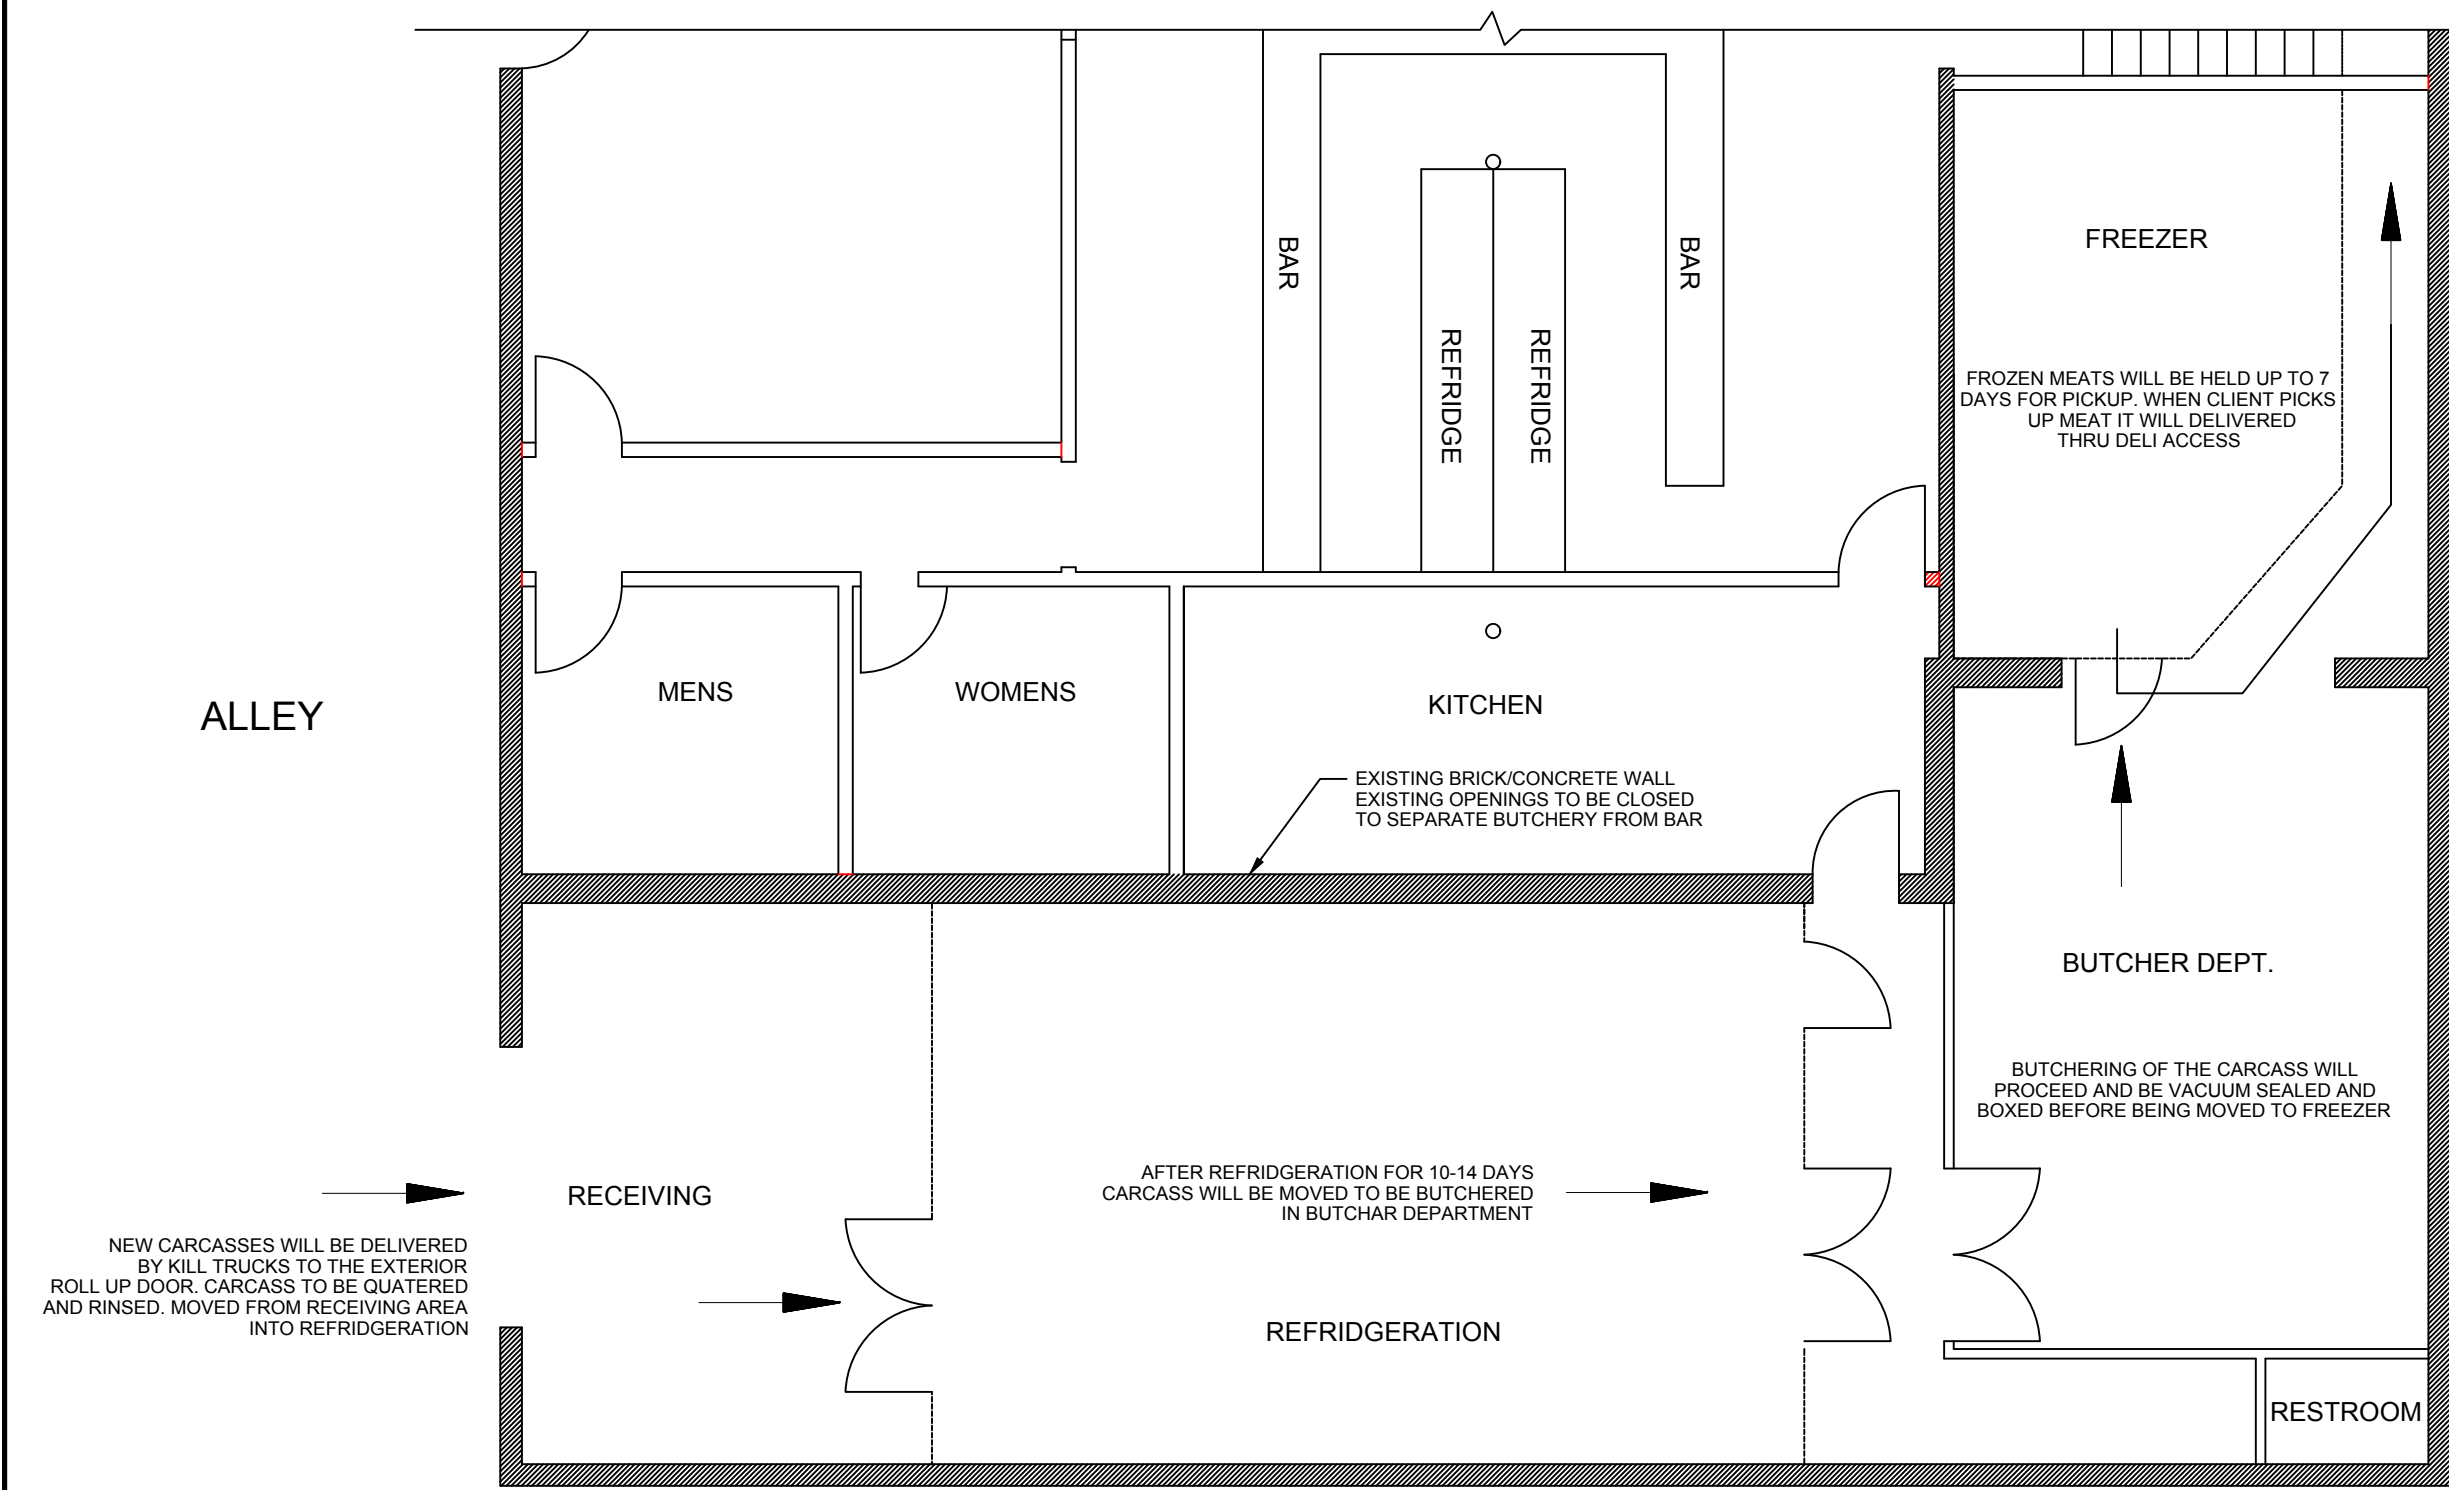 BAR
BAR
REFRIDGE
REFRIDGE
FREEZER
FROZEN MEATS WILL BE HELD UP TO 7
DAYS FOR PICKUP. WHEN CLIENT PICKS
UP MEAT IT WILL DELIVERED
THRU DELI ACCESS
ALLEY
MENS
WOMENS
KITCHEN
EXISTING BRICK/CONCRETE WALL
EXISTING OPENINGS TO BE CLOSED
TO SEPARATE BUTCHERY FROM BAR
BUTCHER DEPT.
BUTCHERING OF THE CARCASS WILL
PROCEED AND BE VACUUM SEALED AND
BOXED BEFORE BEING MOVED TO FREEZER
RECEIVING
NEW CARCASSES WILL BE DELIVERED
BY KILL TRUCKS TO THE EXTERIOR
ROLL UP DOOR. CARCASS TO BE QUATERED
AND RINSED. MOVED FROM RECEIVING AREA
INTO REFRIDGERATION
AFTER REFRIDGERATION FOR 10-14 DAYS
CARCASS WILL BE MOVED TO BE BUTCHERED
IN BUTCHAR DEPARTMENT
REFRIDGERATION
RESTROOM